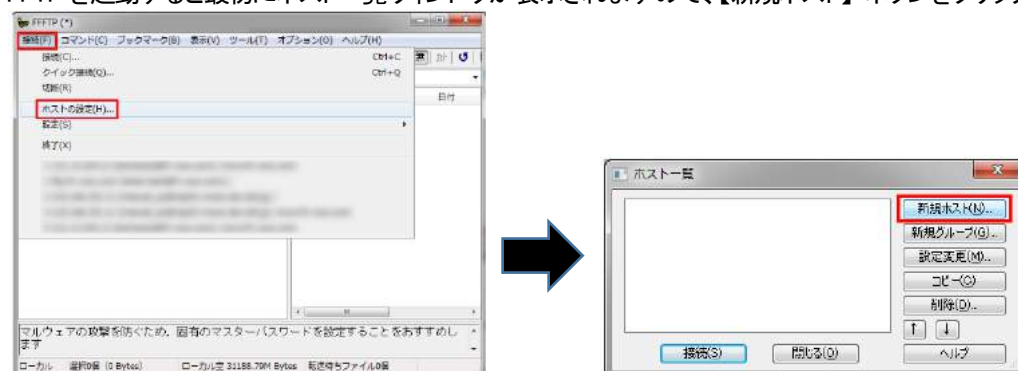 を起動すると最初にホスト一覧ウィンドウが表示されますので、【新規ホスト】ボタンをクリック
FFFTP (*)
接続(F) コマンド(C) ブックマーク(B) 表示(V) ツール(T) オプション(O) ヘルプ(H)
接続(C)... Ctrl+C
クイック接続(Q)... Ctrl+Q
切断(R)
ホストの設定(H)...
設定(S)
終了(X)
日付
マルウェアの攻撃を防ぐため、固有のマスターパスワードを設定することをおすすめし
ます
ローカル 選択0個 (0 Bytes) ローカル空 31188.70M Bytes 転送待ちファイル0個
ホスト一覧
新規ホスト(N)...
新規グループ(G)...
設定変更(M)...
コピー(C)
削除(D)...
↑ ↓
接続(S) 閉じる(O) ヘルプ